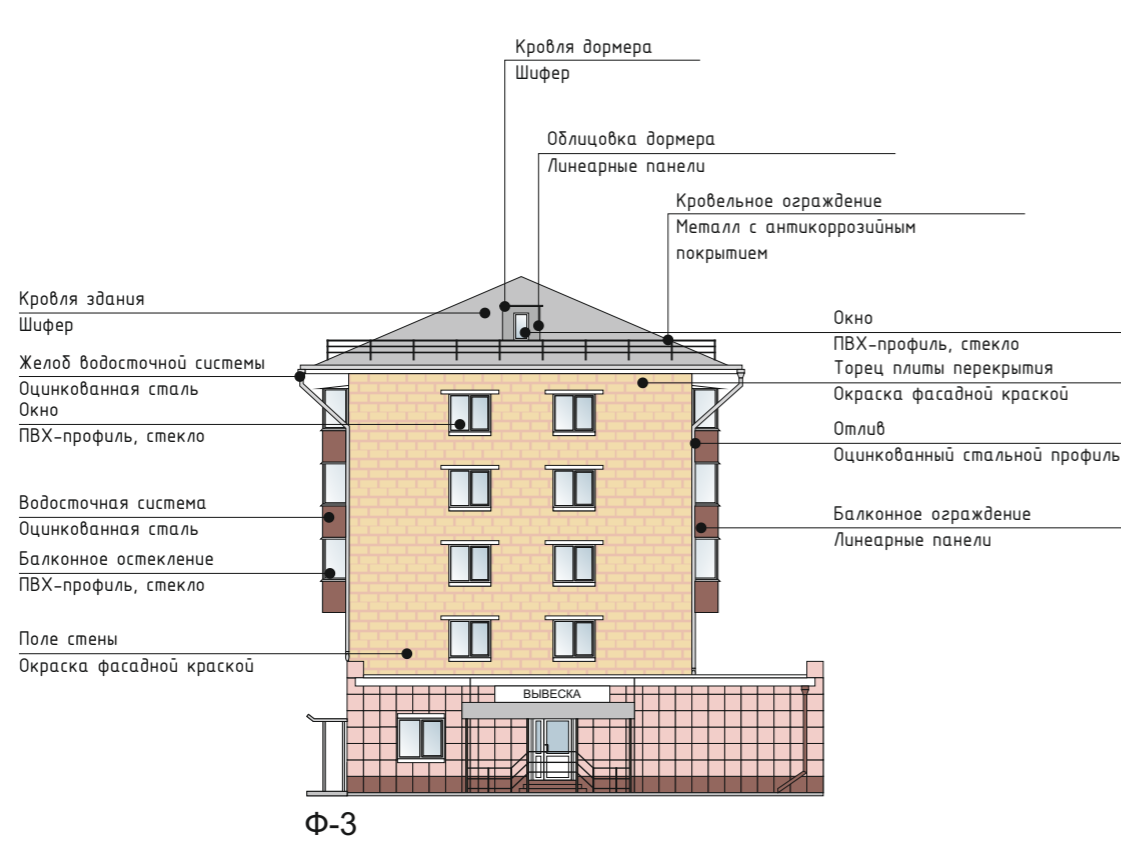 Кровля дормера
Шифер
Облицовка дормера
Линеарные панели
Кровельное ограждение
Металл с антикоррозийным
покрытием
Кровля здания
Шифер
Желоб водосточной системы
Оцинкованная сталь
Окно
ПВХ-профиль, стекло
Водосточная система
Оцинкованная сталь
Балконное остекление
ПВХ-профиль, стекло
Поле стены
Окраска фасадной краской
Окно
ПВХ-профиль, стекло
Торец плиты перекрытия
Окраска фасадной краской
Отлив
Оцинкованный стальной профиль
Балконное ограждение
Линеарные панели
ВЫВЕСКА
Ф-3